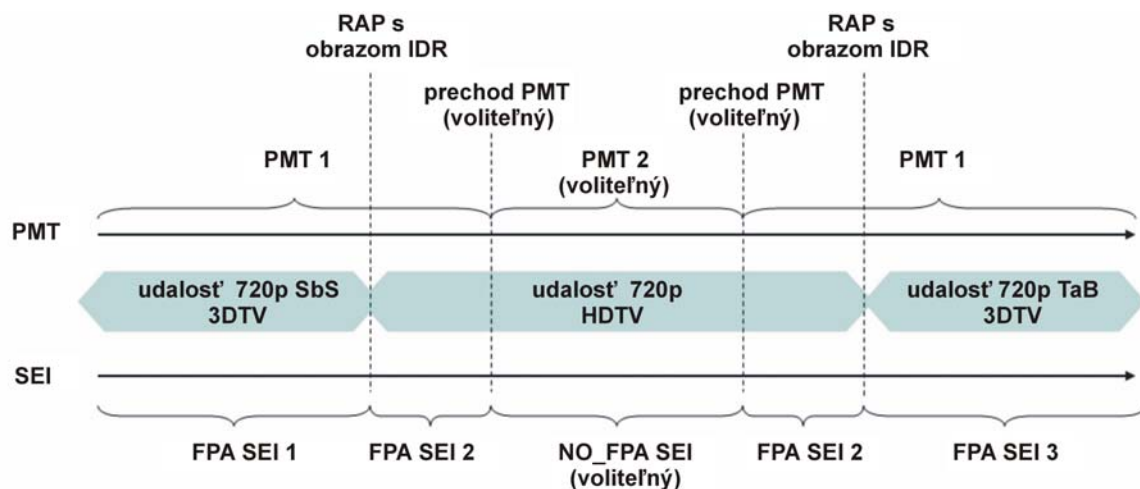 RAP s
obrazom IDR
RAP s
obrazom IDR
prechod PMT
(voliteľný)
prechod PMT
(voliteľný)
PMT 1
PMT 2
(voliteľný)
PMT 1
PMT
udalosť 720p SbS
3DTV
udalosť 720p
HDTV
udalosť 720p TaB
3DTV
SEI
FPA SEI 1
FPA SEI 2
NO_FPA SEI
(voliteľný)
FPA SEI 2
FPA SEI 3